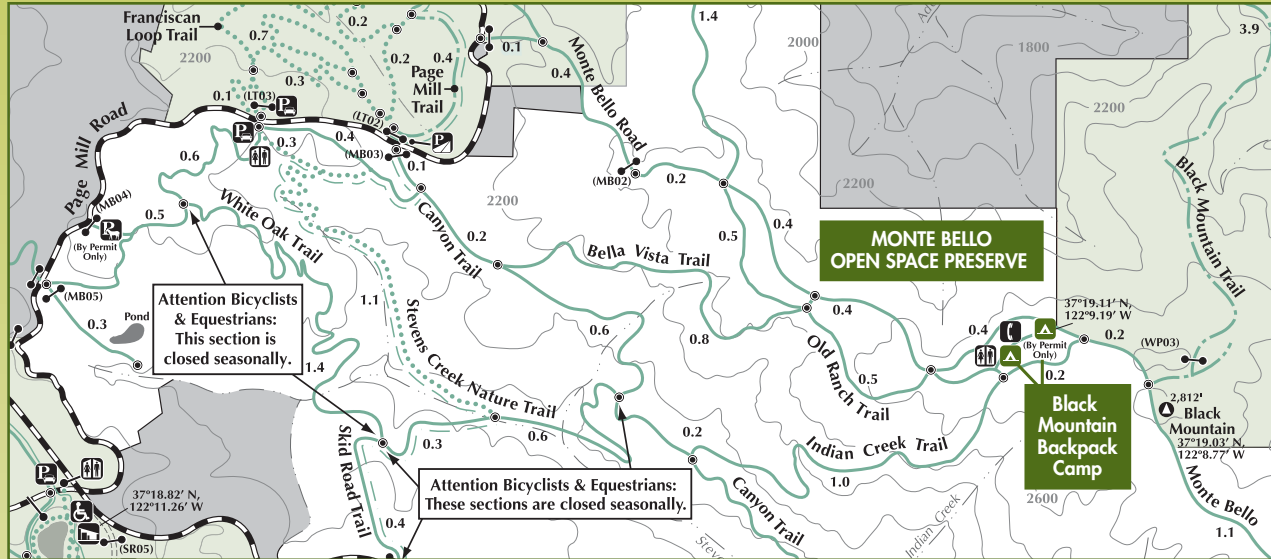 Franciscan
Loop Trail
0.7
0.2
2200
0.3
0.2
0.4
Page
Mill
Trail
0.1
(LT03)
(LT02)
0.1
0.4
Monte Bello Road
1.4
2000
1800
2200
3.9
Page Mill Road
0.6
0.3
0.4
(MB03)
0.1
(MB02)
0.2
2200
2200
Black Mountain Trail
(MB04)
(By Permit
Only)
0.5
White Oak Trail
Canyon Trail
0.2
Bella Vista Trail
0.5
0.4
MONTE BELLO
OPEN SPACE PRESERVE
(MB05)
0.3
Pond
Attention Bicyclists
& Equestrians:
This section is
closed seasonally.
1.1
Stevens Creek Nature Trail
0.6
0.8
0.4
37°19.11' N,
122°9.19' W
0.4
(By Permit
Only)
0.2
0.2
(WP03)
1.4
Old Ranch Trail
0.5
Black
Mountain
Backpack
Camp
2,812'
Black
Mountain
37°19.03' N,
122°8.77' W
Skid Road Trail
0.3
0.6
0.2
Indian Creek Trail
1.0
Attention Bicyclists & Equestrians:
These sections are closed seasonally.
Canyon Trail
Indian Creek
2600
Monte Bello
1.1
37°18.82' N,
122°11.26' W
(SR05)
0.4
Steve